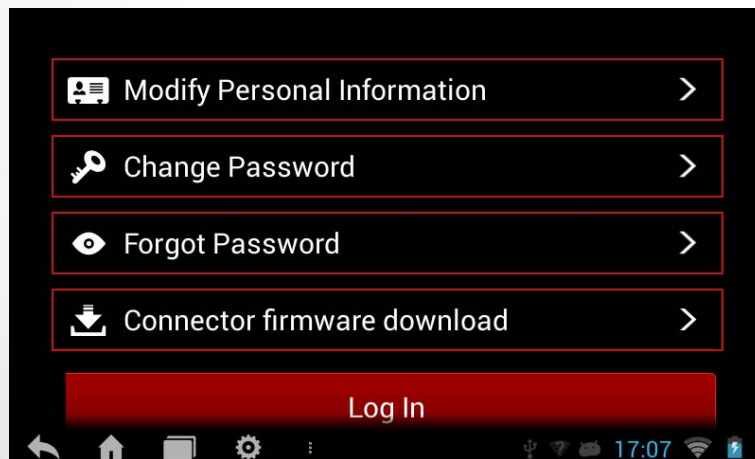 Modify Personal Information
Change Password
Forgot Password
Connector firmware download
Log In
17:07